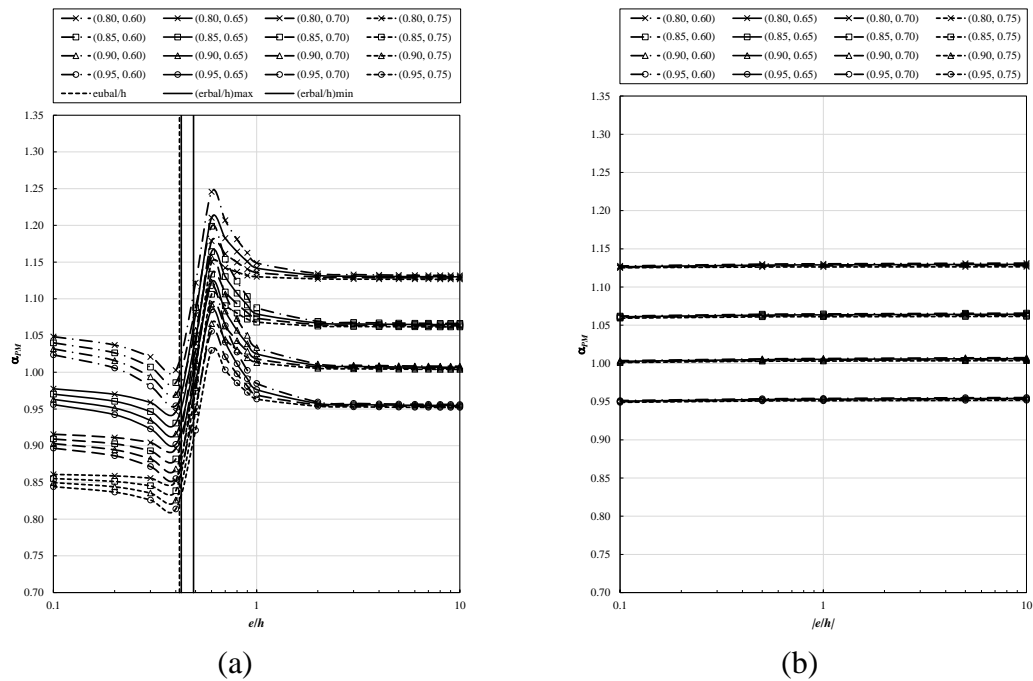 (0.80, 0.60) (0.80, 0.65) (0.80, 0.70) (0.80, 0.75)
(0.85, 0.60) (0.85, 0.65) (0.85, 0.70) (0.85, 0.75)
(0.90, 0.60) (0.90, 0.65) (0.90, 0.70) (0.90, 0.75)
(0.95, 0.60) (0.95, 0.65) (0.95, 0.70) (0.95, 0.75)
eubal/h (erbal/h)max (erbal/h)min
1.35
1.30
1.25
1.20
1.15
1.10
1.05
1.00
0.95
0.90
0.85
0.80
0.75
0.70
αPM
0.1 1 10
e/h
(a)
(0.80, 0.60) (0.80, 0.65) (0.80, 0.70) (0.80, 0.75)
(0.85, 0.60) (0.85, 0.65) (0.85, 0.70) (0.85, 0.75)
(0.90, 0.60) (0.90, 0.65) (0.90, 0.70) (0.90, 0.75)
(0.95, 0.60) (0.95, 0.65) (0.95, 0.70) (0.95, 0.75)
1.35
1.30
1.25
1.20
1.15
1.10
1.05
1.00
0.95
0.90
0.85
0.80
0.75
0.70
αPM
0.1 1 10
|e/h|
(b)